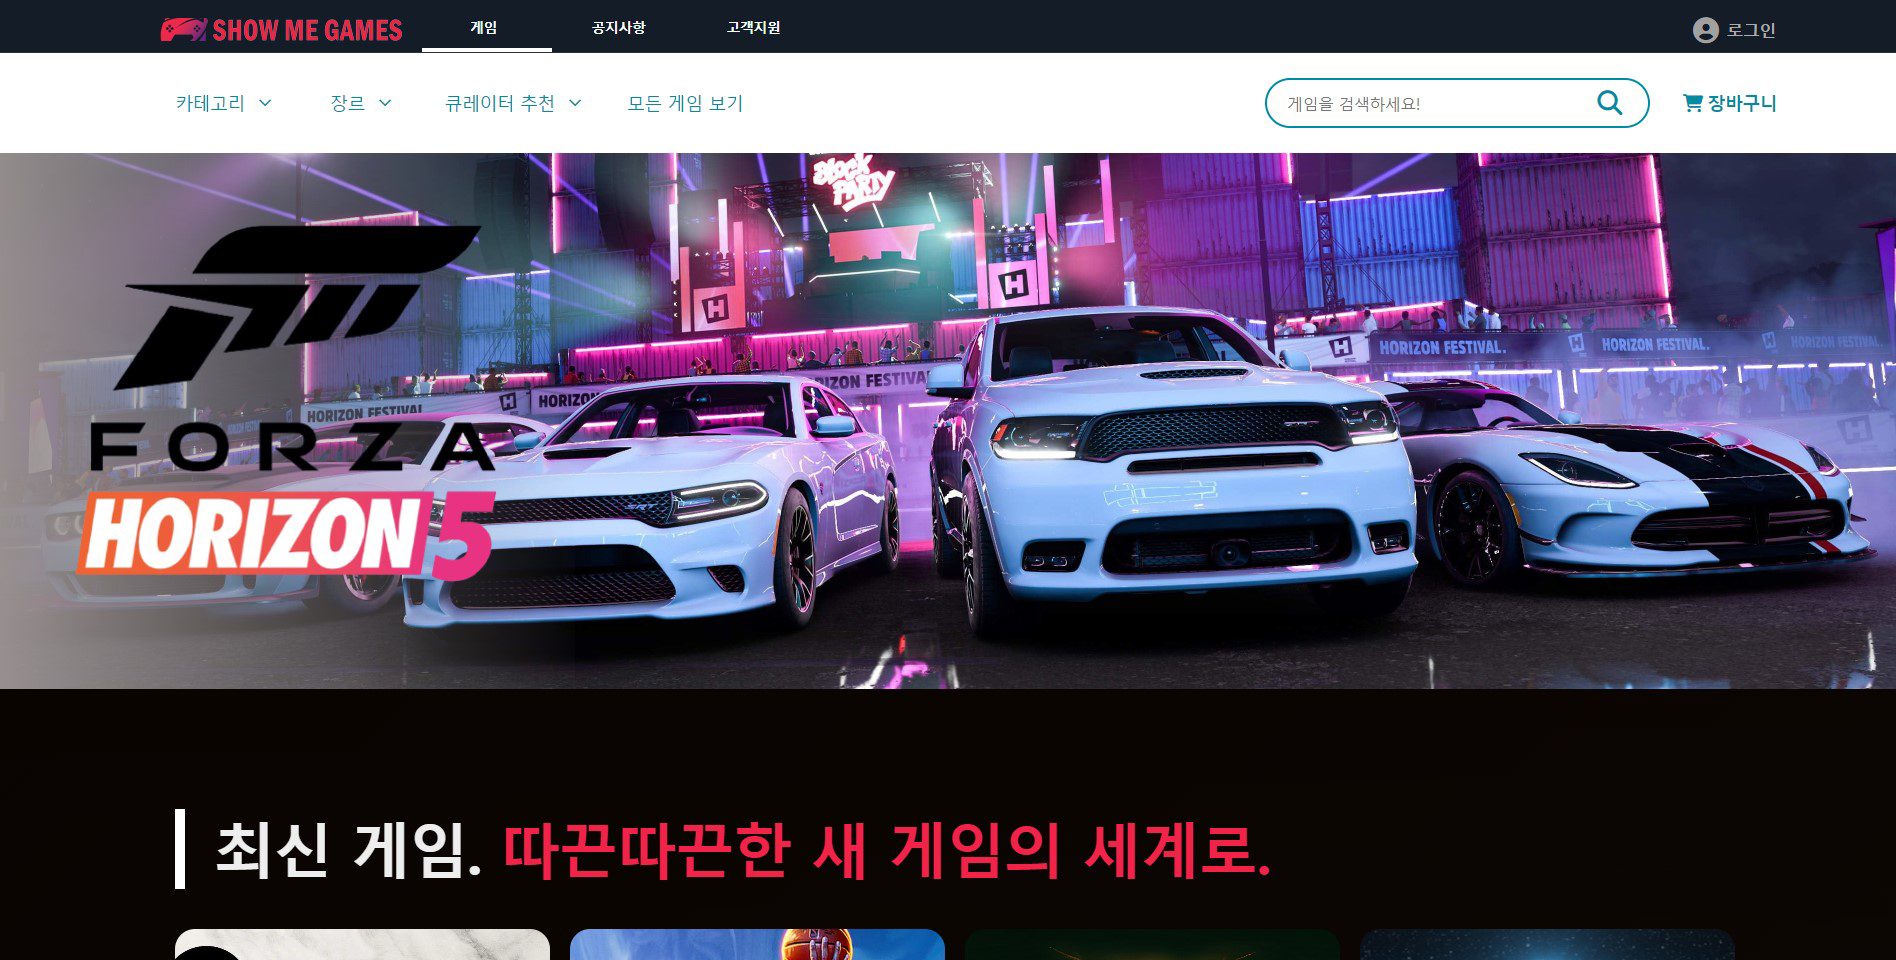 SHOW ME GAMES
게임
공지사항
고객지원
로그인
카테고리
장르
큐레이터 추천
모든 게임 보기
게임을 검색하세요!
장바구니
BLOCK
PARTY
H
H
H
HORIZON FESTIVAL.
HORIZON FESTIVAL.
HORIZON FESTIVAL.
RIZON FESTIVAL
HORIZON FESTIVAL
HORIZON
FORZA
HORIZON 5
최신 게임. 따끈따끈한 새 게임의 세계로.